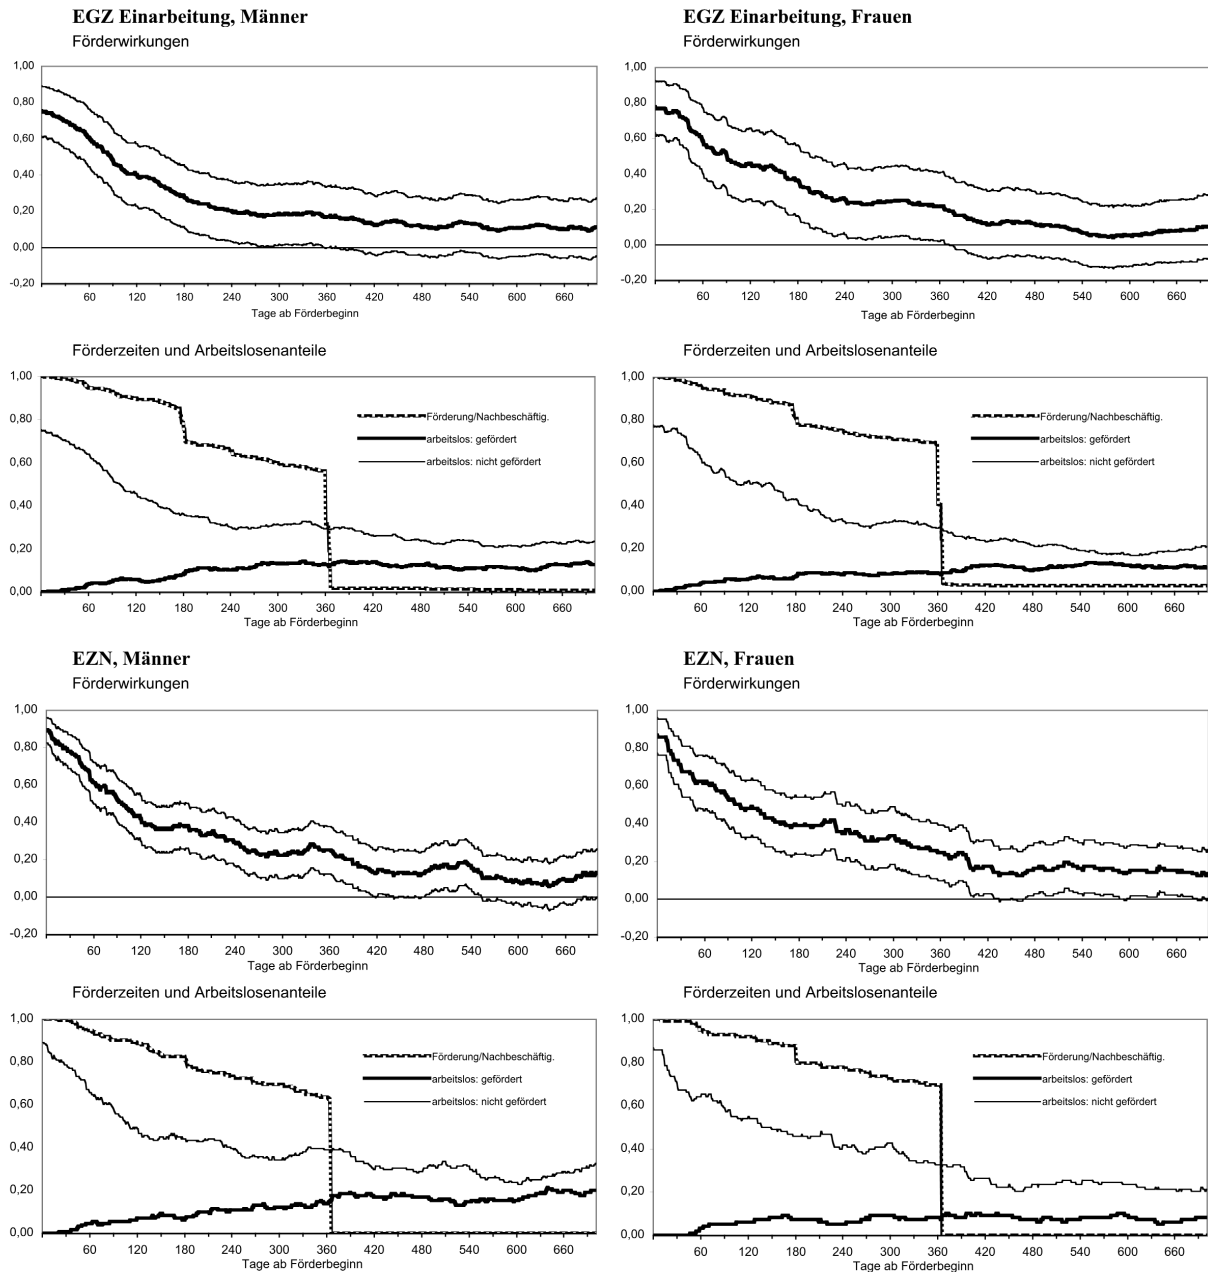 EGZ Einarbeitung, Männer
Förderwirkungen
1,00
0,80
0,60
0,40
0,20
0,00
-0,20
60 120 180 240 300 360 420 480 540 600 660
Tage ab Förderbeginn
EGZ Einarbeitung, Frauen
Förderwirkungen
1,00
0,80
0,60
0,40
0,20
0,00
-0,20
60 120 180 240 300 360 420 480 540 600 660
Tage ab Förderbeginn
Förderzeiten und Arbeitslosenanteile
1,00
0,80
0,60
0,40
0,20
0,00
Förderung/Nachbeschäftig.
arbeitslos: gefördert
arbeitslos: nicht gefördert
60 120 180 240 300 360 420 480 540 600 660
Tage ab Förderbeginn
Förderzeiten und Arbeitslosenanteile
1,00
0,80
0,60
0,40
0,20
0,00
Förderung/Nachbeschäftig.
arbeitslos: gefördert
arbeitslos: nicht gefördert
60 120 180 240 300 360 420 480 540 600 660
Tage ab Förderbeginn
EZN, Männer
Förderwirkungen
1,00
0,80
0,60
0,40
0,20
0,00
-0,20
60 120 180 240 300 360 420 480 540 600 660
Tage ab Förderbeginn
EZN, Frauen
Förderwirkungen
1,00
0,80
0,60
0,40
0,20
0,00
-0,20
60 120 180 240 300 360 420 480 540 600 660
Tage ab Förderbeginn
Förderzeiten und Arbeitslosenanteile
1,00
0,80
0,60
0,40
0,20
0,00
Förderung/Nachbeschäftig.
arbeitslos: gefördert
arbeitslos: nicht gefördert
60 120 180 240 300 360 420 480 540 600 660
Tage ab Förderbeginn
Förderzeiten und Arbeitslosenanteile
1,00
0,80
0,60
0,40
0,20
0,00
Förderung/Nachbeschäftig.
arbeitslos: gefördert
arbeitslos: nicht gefördert
60 120 180 240 300 360 420 480 540 600 660
Tage ab Förderbeginn